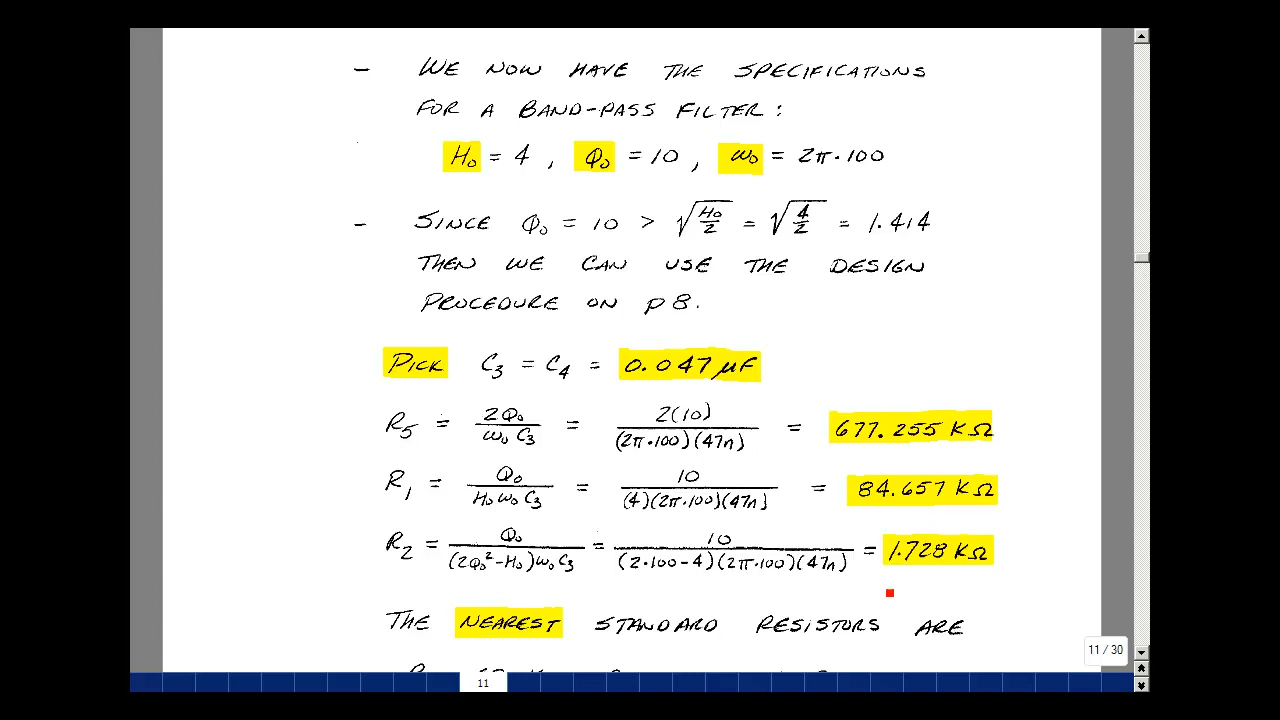 - WE NOW HAVE THE SPECIFICATIONS
FOR A BAND-PASS FILTER:
H₀ = 4, Q₀ = 10, ω₀ = 2π·100
- SINCE Q₀ = 10 > √(H₀/2) = √(4/2) = 1.414
THEN WE CAN USE THE DESIGN
PROCEDURE ON p8.
PICK C₃ = C₄ = 0.047 μF
R₅ = 2Q₀/(ω₀C₃) = 2(10)/((2π·100)(47n)) = 677.255 KΩ
R₁ = Q₀/(H₀ω₀C₃) = 10/((4)(2π·100)(47n)) = 84.657 KΩ
R₂ = Q₀/((2Q₀²-H₀)ω₀C₃) = 10/((2·100-4)(2π·100)(47n)) = 1.728 KΩ
THE NEAREST STANDARD RESISTORS ARE
11 / 30
11